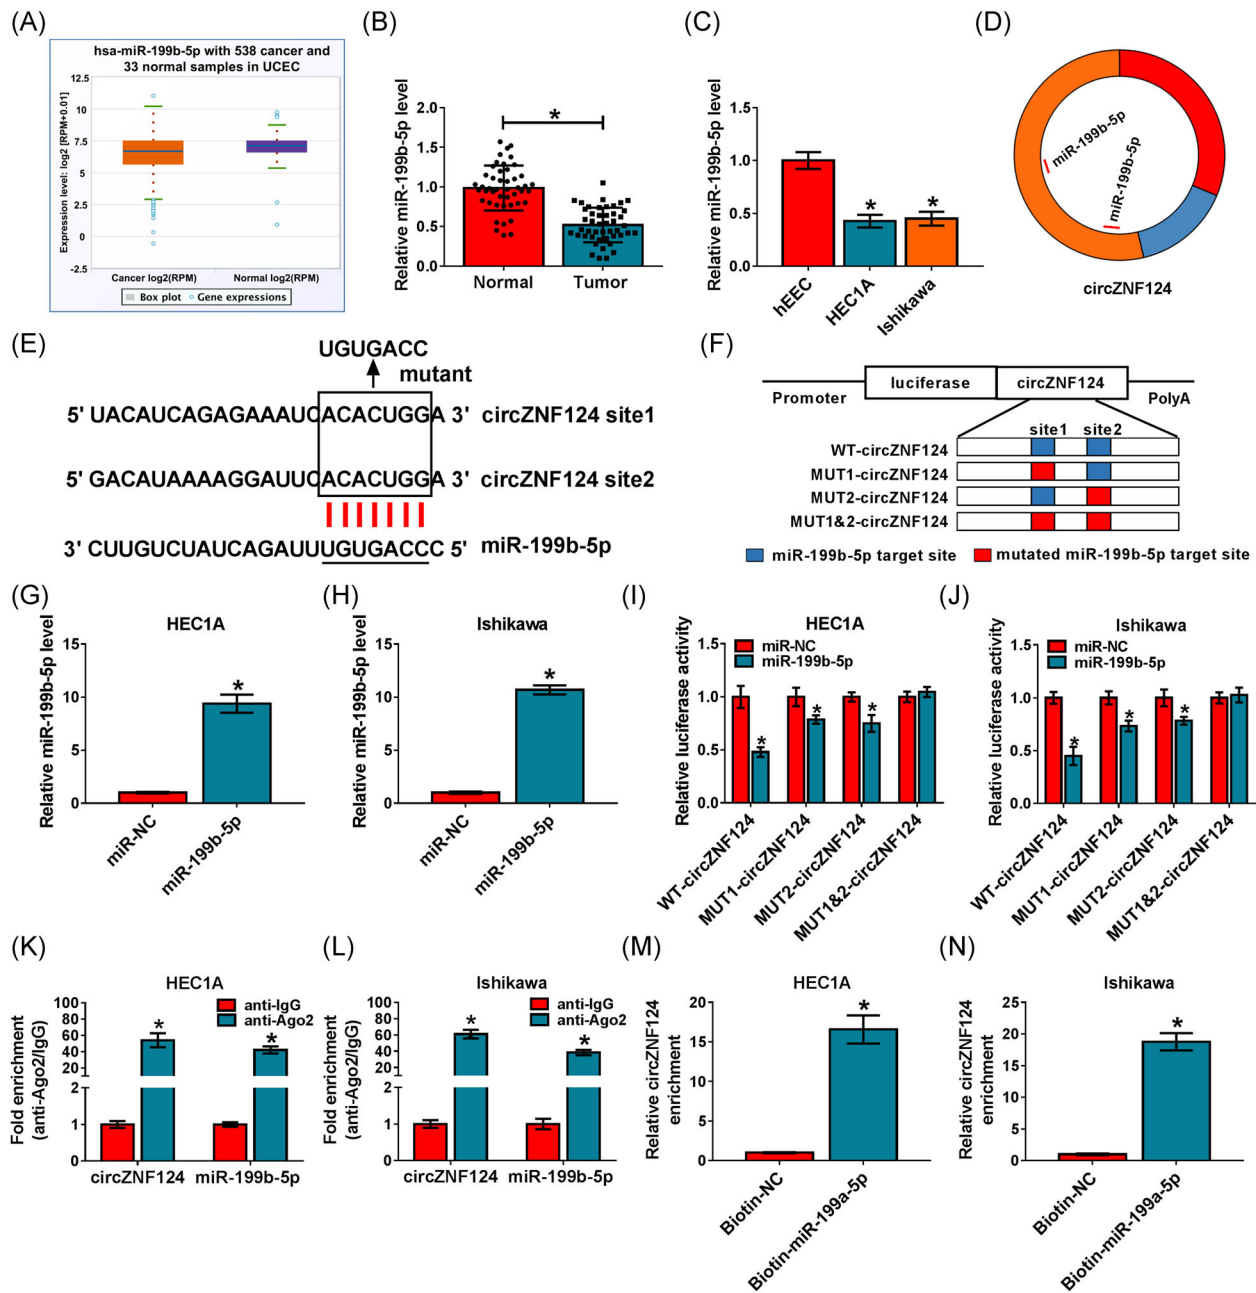 (A)
hsa-miR-199b-5p with 538 cancer and
33 normal samples in UCEC
Expression level: log2 [RPM+0.01]
12.5
10
7.5
5
2.5
0
-2.5
Cancer log2(RPM)
Normal log2(RPM)
Box plot
Gene expressions
(B)
Relative miR-199b-5p level
2.0
1.5
1.0
0.5
0.0
*
Normal
Tumor
(C)
Relative miR-199b-5p level
1.5
1.0
0.5
0.0
*
*
hEEC
HEC1A
Ishikawa
(D)
miR-199b-5p
miR-199b-5p
circZNF124
(E)
UGUGACC
mutant
5' UACAUCAGAGAAAUCACACUGGA 3' circZNF124 site1
5' GACAUAAAAGGAUUCACACUGGA 3' circZNF124 site2
3' CUUGUCUAUCAGAUUUGUGACCC 5' miR-199b-5p
(F)
luciferase
circZNF124
Promoter
PolyA
site1 site2
WT-circZNF124
MUT1-circZNF124
MUT2-circZNF124
MUT1&2-circZNF124
miR-199b-5p target site
mutated miR-199b-5p target site
(G)
HEC1A
Relative miR-199b-5p level
15
10
5
0
*
miR-NC
miR-199b-5p
(H)
Ishikawa
Relative miR-199b-5p level
15
10
5
0
*
miR-NC
miR-199b-5p
(I)
HEC1A
Relative luciferase activity
1.5
1.0
0.5
0.0
miR-NC
miR-199b-5p
*
*
*
WT-circZNF124
MUT1-circZNF124
MUT2-circZNF124
MUT1&2-circZNF124
(J)
Ishikawa
Relative luciferase activity
1.5
1.0
0.5
0.0
miR-NC
miR-199b-5p
*
*
*
WT-circZNF124
MUT1-circZNF124
MUT2-circZNF124
MUT1&2-circZNF124
(K)
HEC1A
Fold enrichment
(anti-Ago2/IgG)
100
80
60
40
20
2
1
0
anti-IgG
anti-Ago2
*
*
circZNF124
miR-199b-5p
(L)
Ishikawa
Fold enrichment
(anti-Ago2/IgG)
100
80
60
40
20
2
1
0
anti-IgG
anti-Ago2
*
*
circZNF124
miR-199b-5p
(M)
HEC1A
Relative circZNF124
enrichment
20
15
10
5
0
*
Biotin-NC
Biotin-miR-199a-5p
(N)
Ishikawa
Relative circZNF124
enrichment
25
20
15
10
5
0
*
Biotin-NC
Biotin-miR-199a-5p